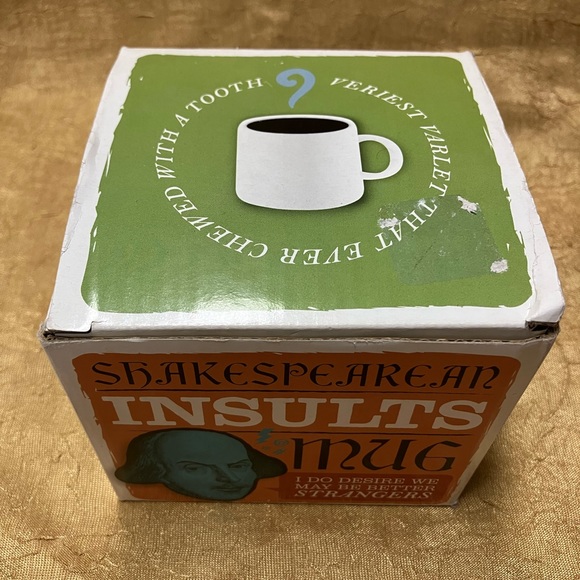 VERIEST VARLET THAT EVER CHEWED WITH A TOOTH
SHAKESPEAREAN
INSULTS
MUG
I DO DESIRE WE
MAY BE BETTER
STRANGERS